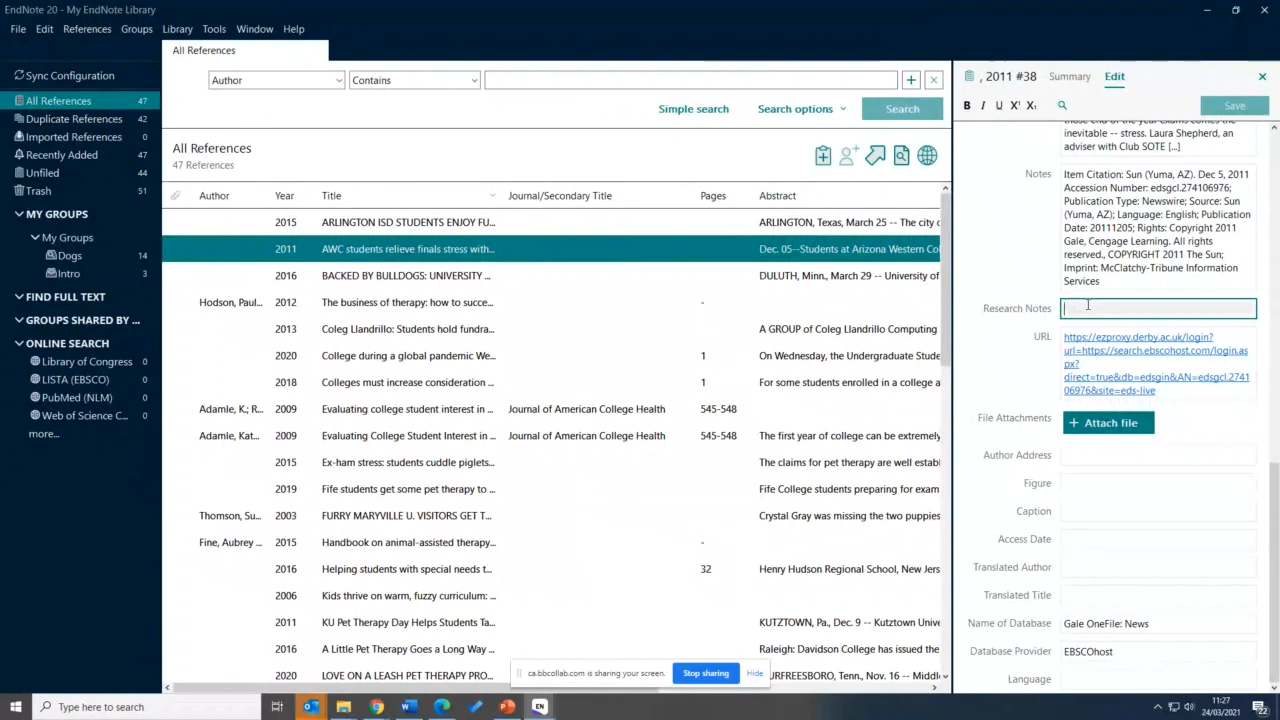 EndNote 20 - My EndNote Library
File Edit References Groups Library Tools Window Help
All References
Sync Configuration
All References 47
Duplicate References 42
Imported References 0
Recently Added 47
Unfiled 44
Trash 51
MY GROUPS
My Groups
Dogs 14
Intro 3
FIND FULL TEXT
GROUPS SHARED BY ...
ONLINE SEARCH
Library of Congress 0
LISTA (EBSCO) 0
PubMed (NLM) 0
Web of Science C... 0
more...
Author Contains
Simple search Search options Search
All References
47 References
Author Year Title Journal/Secondary Title Pages Abstract
2015 ARLINGTON ISD STUDENTS ENJOY FU... ARLINGTON, Texas, March 25 -- The city c
2011 AWC students relieve finals stress with... Dec. 05--Students at Arizona Western Col
2016 BACKED BY BULLDOGS: UNIVERSITY ... DULUTH, Minn., March 29 -- University of
Hodson, Paul... 2012 The business of therapy: how to succe... -
2013 Coleg Llandrillo: Students hold fundra... A GROUP of Coleg Llandrillo Computing
2020 College during a global pandemic We... 1 On Wednesday, the Undergraduate Stude
2018 Colleges must increase consideration ... 1 For some students enrolled in a college a
Adamle, K.; R... 2009 Evaluating college student interest in ... Journal of American College Health 545-548
Adamle, Kat... 2009 Evaluating College Student Interest in ... Journal of American College Health 545-548 The first year of college can be extremely
2015 Ex-ham stress: students cuddle piglets... The claims for pet therapy are well establ
2019 Fife students get some pet therapy to ... Fife College students preparing for exam
Thomson, Su... 2003 FURRY MARYVILLE U. VISITORS GET T... Crystal Gray was missing the two puppies
Fine, Aubrey ... 2015 Handbook on animal-assisted therapy... -
2016 Helping students with special needs t... 32 Henry Hudson Regional School, New Jers
2006 Kids thrive on warm, fuzzy curriculum: ...
2011 KU Pet Therapy Day Helps Students Ta... KUTZTOWN, Pa., Dec. 9 -- Kutztown Unive
2016 A Little Pet Therapy Goes a Long Way ... Raleigh: Davidson College has issued the
2020 LOVE ON A LEASH PET THERAPY PRO... URFREESBORO, Tenn., Nov. 16 -- Middle
ca.bbcollab.com is sharing your screen. Stop sharing Hide
, 2011 #38 Summary Edit
B I U X¹ X₁ Save
those end of the year exams comes the
inevitable -- stress. Laura Shepherd, an
adviser with Club SOTE [...]
Notes Item Citation: Sun (Yuma, AZ). Dec 5, 2011
Accession Number: edsgcl.274106976;
Publication Type: Newswire; Source: Sun
(Yuma, AZ); Language: English; Publication
Date: 20111205; Rights: Copyright 2011
Gale, Cengage Learning. All rights
reserved., COPYRIGHT 2011 The Sun;
Imprint: McClatchy-Tribune Information
Services
Research Notes
URL https://ezproxy.derby.ac.uk/login?
url=https://search.ebscohost.com/login.as
px?
direct=true&db=edsgin&AN=edsgcl.2741
06976&site=eds-live
File Attachments + Attach file
Author Address
Figure
Caption
Access Date
Translated Author
Translated Title
Name of Database Gale OneFile: News
Database Provider EBSCOhost
Language
Type here to search
EN
11:27
24/03/2021
22